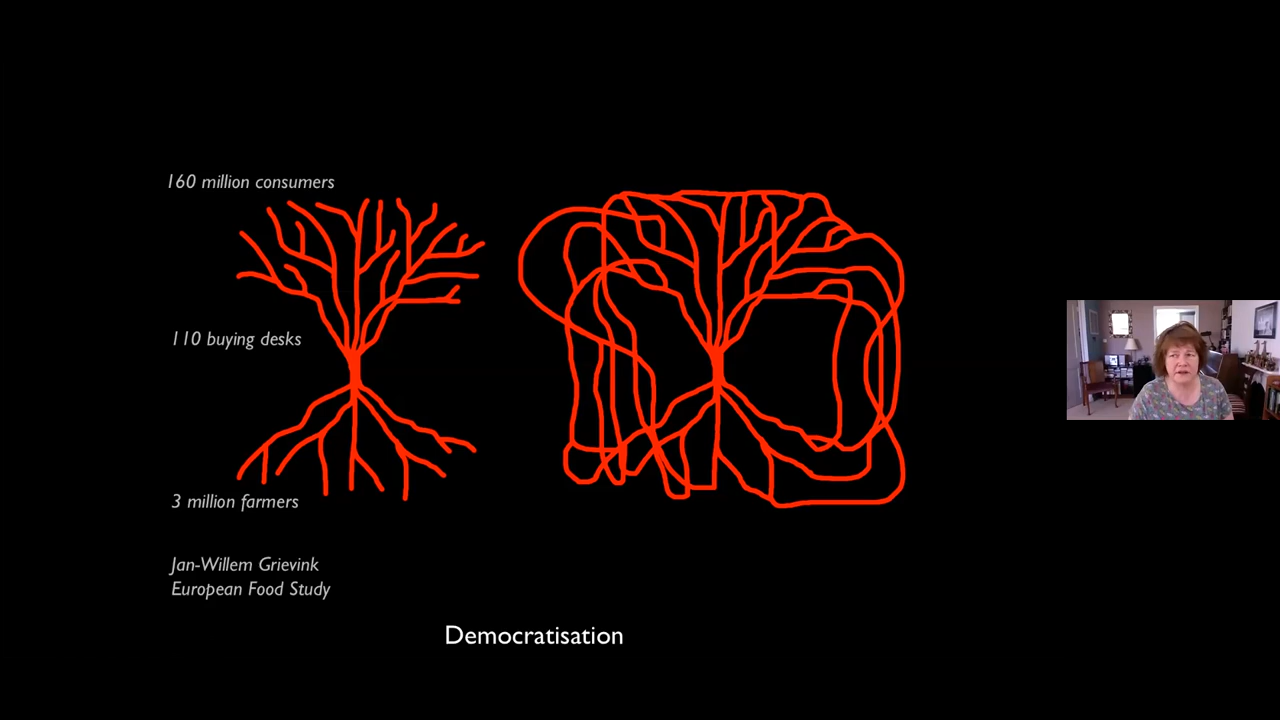 160 million consumers
110 buying desks
3 million farmers
Jan-Willem Grievink
European Food Study
Democratisation